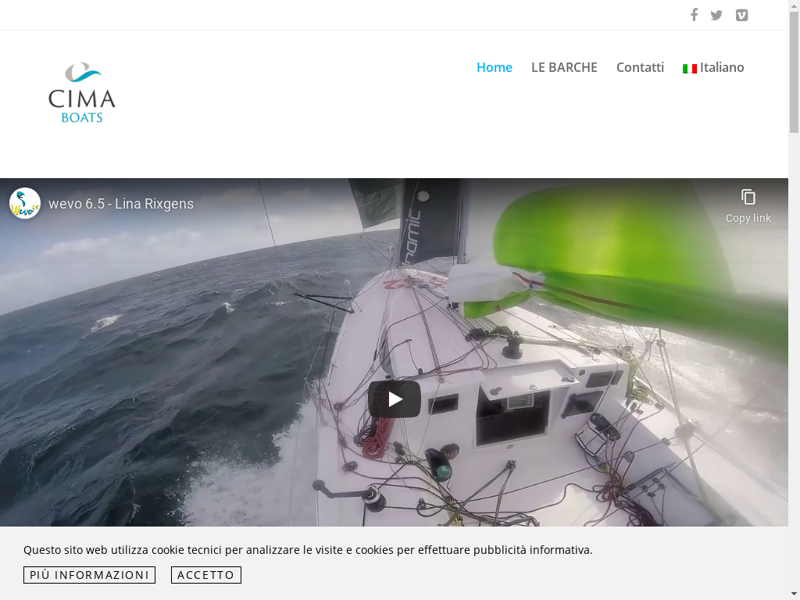 Home LE BARCHE Contatti Italiano
CIMA
BOATS
wevo 6.5 - Lina Rixgens
Copy link
Questo sito web utilizza cookie tecnici per analizzare le visite e cookies per effettuare pubblicità informativa.
PIÙ INFORMAZIONI ACCETTO